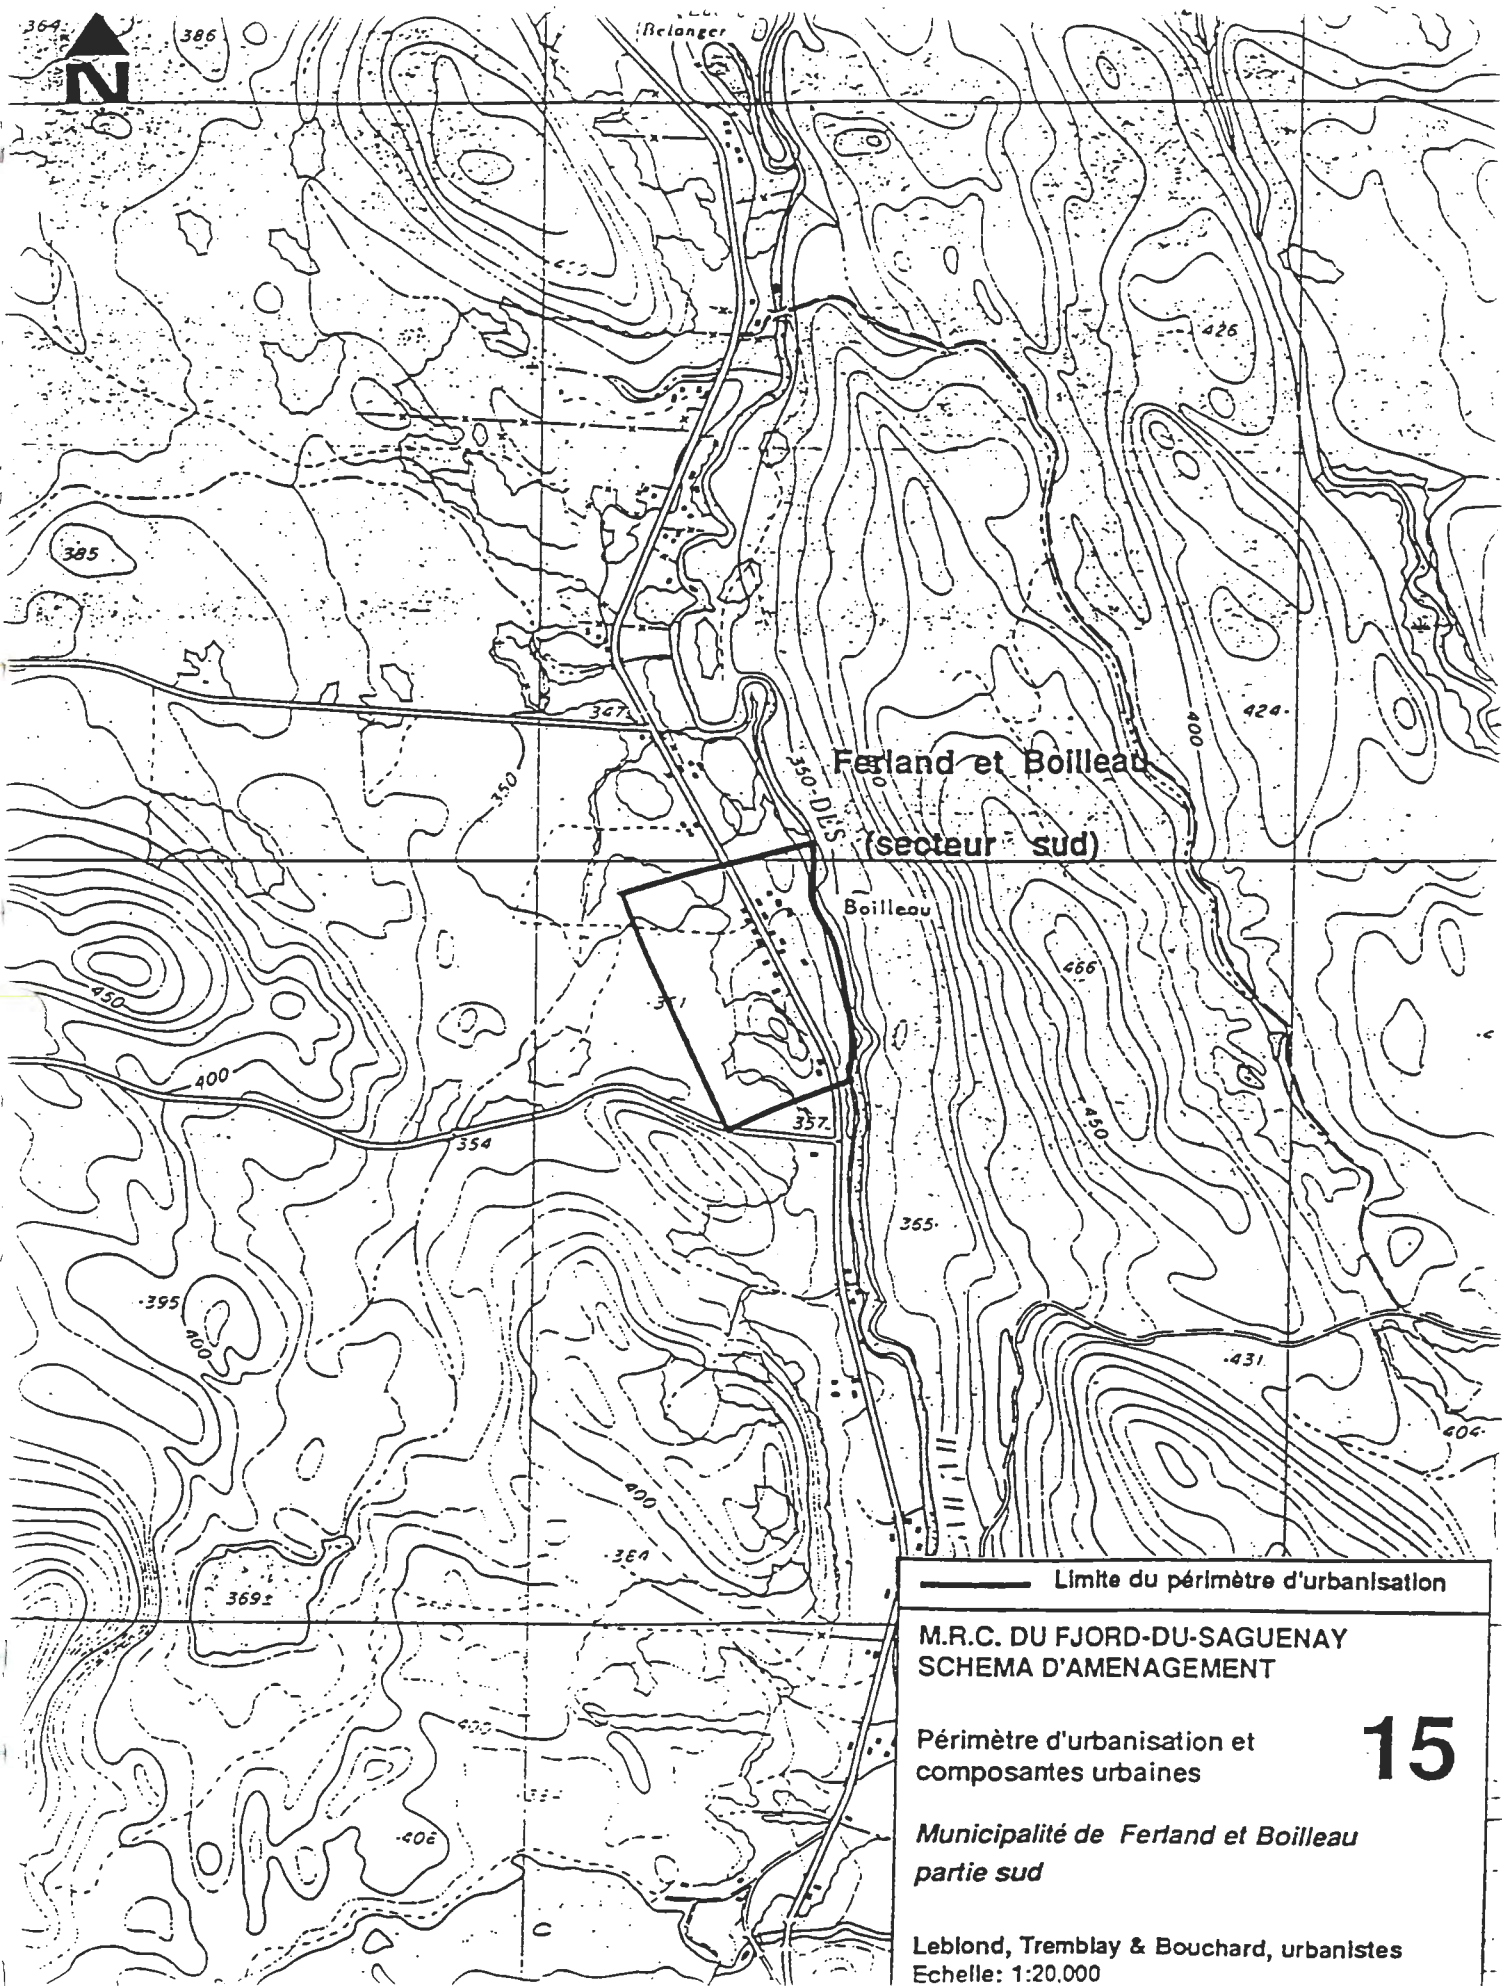 364
386
N
Belanger
426
385
347
424
400
350
350
DES
Ferland et Boilleau
(secteur sud)
Boilleau
466
450
400
354
357
450
365
395
400
431
404
400
369±
Limite du périmètre d'urbanisation
M.R.C. DU FJORD-DU-SAGUENAY
SCHEMA D'AMENAGEMENT
Périmètre d'urbanisation et
composantes urbaines
15
Municipalité de Ferland et Boilleau
partie sud
Leblond, Tremblay & Bouchard, urbanistes
Echelle: 1:20.000